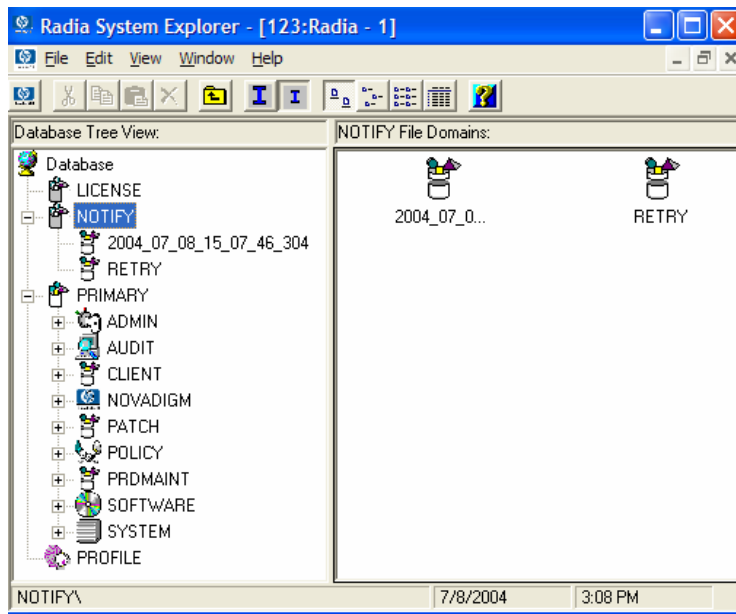 Radia System Explorer - [123:Radia - 1]
File Edit View Window Help
Database Tree View:
NOTIFY File Domains:
Database
LICENSE
NOTIFY
2004_07_08_15_07_46_304
RETRY
PRIMARY
ADMIN
AUDIT
CLIENT
NOVADIGM
PATCH
POLICY
PRDMAINT
SOFTWARE
SYSTEM
PROFILE
2004_07_0...
RETRY
NOTIFY\
7/8/2004
3:08 PM